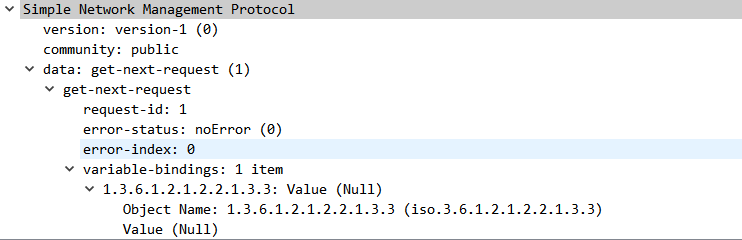 Simple Network Management Protocol
version: version-1 (0)
community: public
data: get-next-request (1)
get-next-request
request-id: 1
error-status: noError (0)
error-index: 0
variable-bindings: 1 item
1.3.6.1.2.1.2.2.1.3.3: Value (Null)
Object Name: 1.3.6.1.2.1.2.2.1.3.3 (iso.3.6.1.2.1.2.2.1.3.3)
Value (Null)